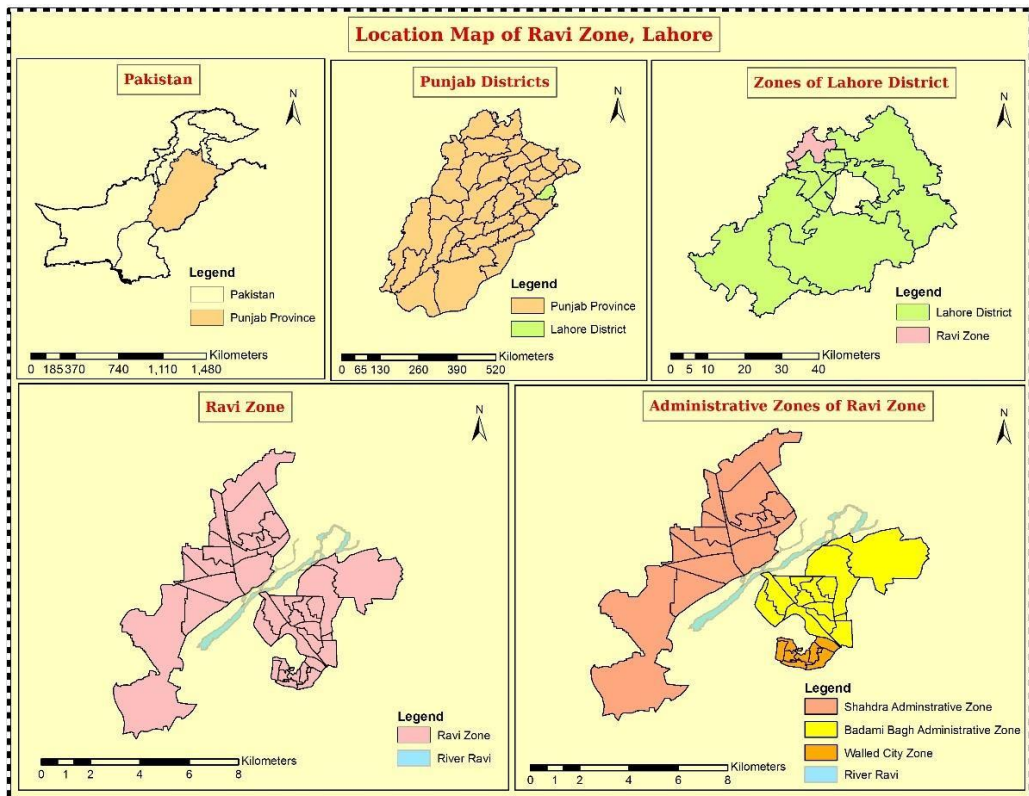 Location Map of Ravi Zone, Lahore
Pakistan
N
Legend
Pakistan
Punjab Province
Kilometers
0 185 370 740 1,110 1,480
Punjab Districts
N
Legend
Punjab Province
Lahore District
Kilometers
0 65 130 260 390 520
Zones of Lahore District
N
Legend
Lahore District
Ravi Zone
Kilometers
0 5 10 20 30 40
Ravi Zone
N
Legend
Ravi Zone
River Ravi
Kilometers
0 1 2 4 6 8
Administrative Zones of Ravi Zone
N
Legend
Shahdra Adminstrative Zone
Badami Bagh Administrative Zone
Walled City Zone
River Ravi
Kilometers
0 1 2 4 6 8